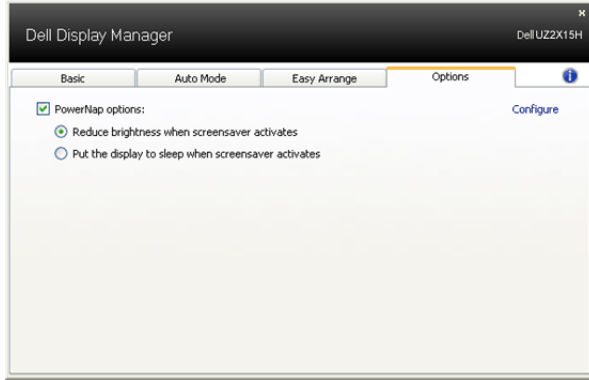 x
Dell Display Manager
Dell UZ2X15H
Basic
Auto Mode
Easy Arrange
Options
i
PowerNap options:
Configure
Reduce brightness when screensaver activates
Put the display to sleep when screensaver activates